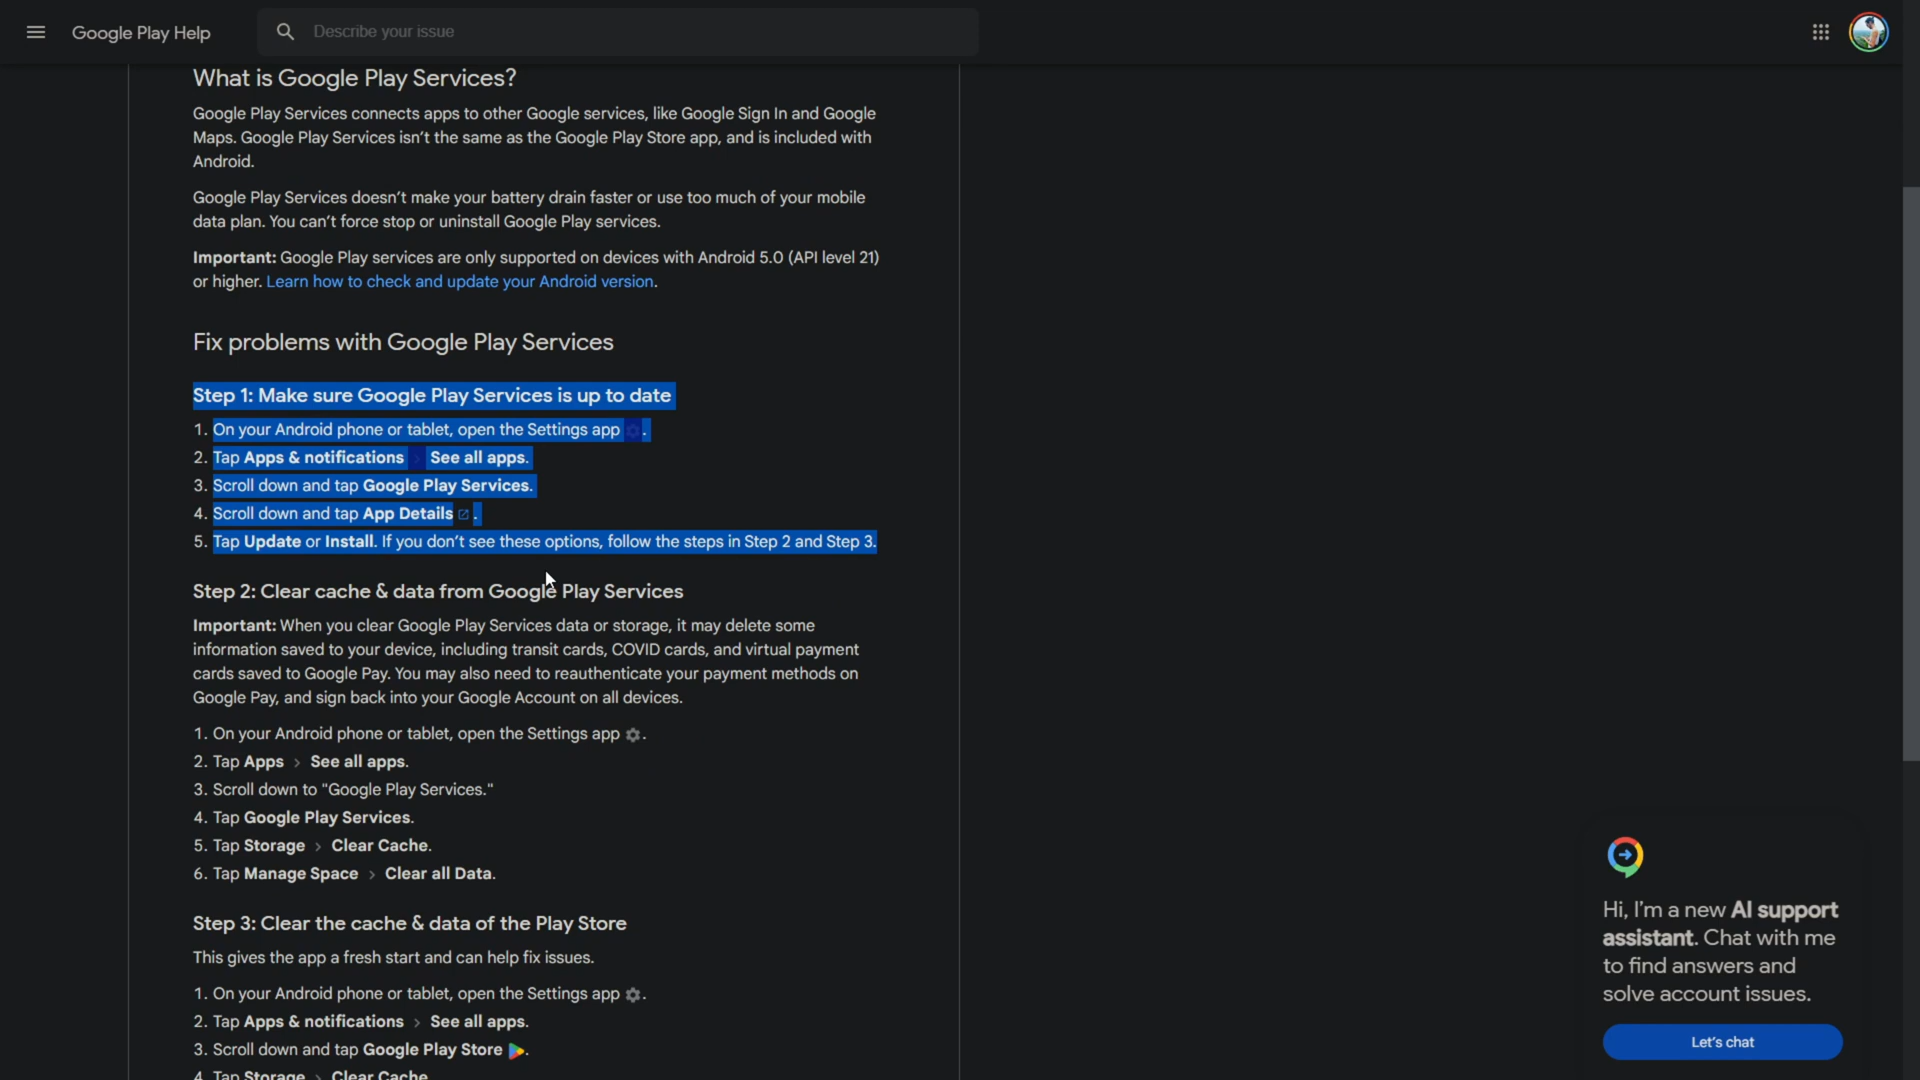 Google Play Help
Describe your issue
What is Google Play Services?
Google Play Services connects apps to other Google services, like Google Sign In and Google
Maps. Google Play Services isn't the same as the Google Play Store app, and is included with
Android.
Google Play Services doesn't make your battery drain faster or use too much of your mobile
data plan. You can't force stop or uninstall Google Play services.
Important: Google Play services are only supported on devices with Android 5.0 (API level 21)
or higher. Learn how to check and update your Android version.
Fix problems with Google Play Services
Step 1: Make sure Google Play Services is up to date
1. On your Android phone or tablet, open the Settings app .
2. Tap Apps & notifications > See all apps.
3. Scroll down and tap Google Play Services.
4. Scroll down and tap App Details .
5. Tap Update or Install. If you don't see these options, follow the steps in Step 2 and Step 3.
Step 2: Clear cache & data from Google Play Services
Important: When you clear Google Play Services data or storage, it may delete some
information saved to your device, including transit cards, COVID cards, and virtual payment
cards saved to Google Pay. You may also need to reauthenticate your payment methods on
Google Pay, and sign back into your Google Account on all devices.
1. On your Android phone or tablet, open the Settings app .
2. Tap Apps > See all apps.
3. Scroll down to "Google Play Services."
4. Tap Google Play Services.
5. Tap Storage > Clear Cache.
6. Tap Manage Space > Clear all Data.
Step 3: Clear the cache & data of the Play Store
This gives the app a fresh start and can help fix issues.
1. On your Android phone or tablet, open the Settings app .
2. Tap Apps & notifications > See all apps.
3. Scroll down and tap Google Play Store .
4. Tap Storage > Clear Cache
Hi, I'm a new AI support
assistant. Chat with me
to find answers and
solve account issues.
Let's chat